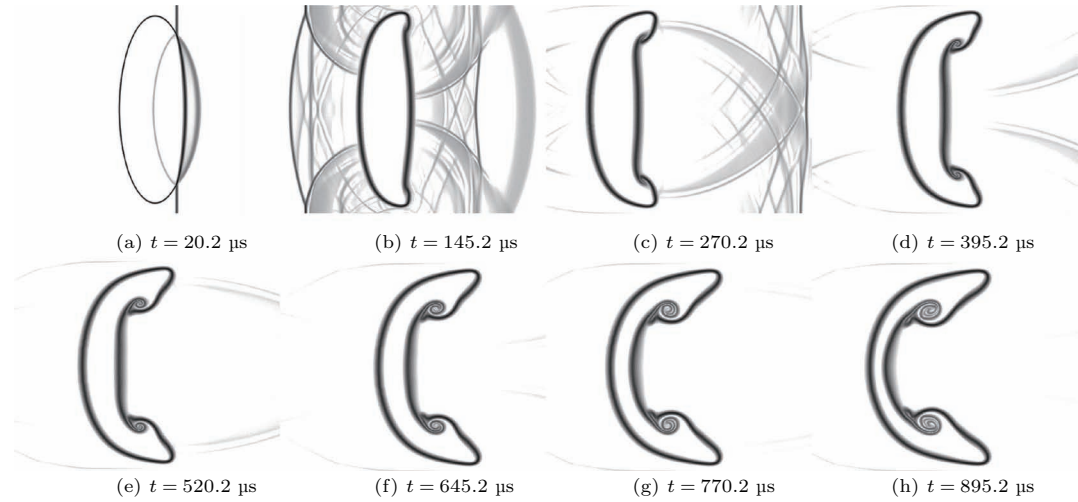 (a) t = 20.2 µs
(b) t = 145.2 µs
(c) t = 270.2 µs
(d) t = 395.2 µs
(e) t = 520.2 µs
(f) t = 645.2 µs
(g) t = 770.2 µs
(h) t = 895.2 µs